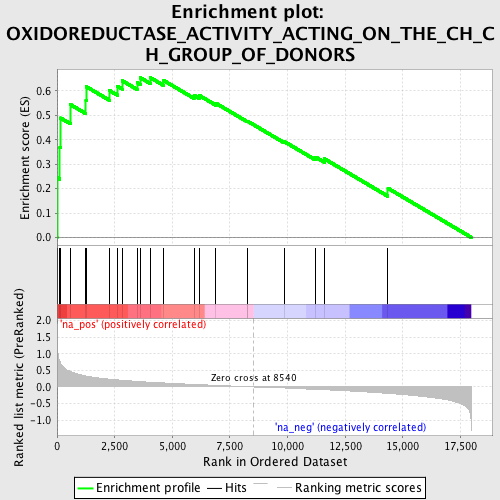 Enrichment plot:
OXIDOREDUCTASE_ACTIVITY_ACTING_ON_THE_CH_C
H_GROUP_OF_DONORS
Enrichment score (ES)
0.6
0.5
0.4
0.3
0.2
0.1
0.0
'na_pos' (positively correlated)
Ranked list metric (PreRanked)
2.0
1.5
1.0
0.5
0.0
-0.5
-1.0
Zero cross at 8540
'na_neg' (negatively correlated)
0 2,500 5,000 7,500 10,000 12,500 15,000 17,500
Rank in Ordered Dataset
Enrichment profile Hits Ranking metric scores